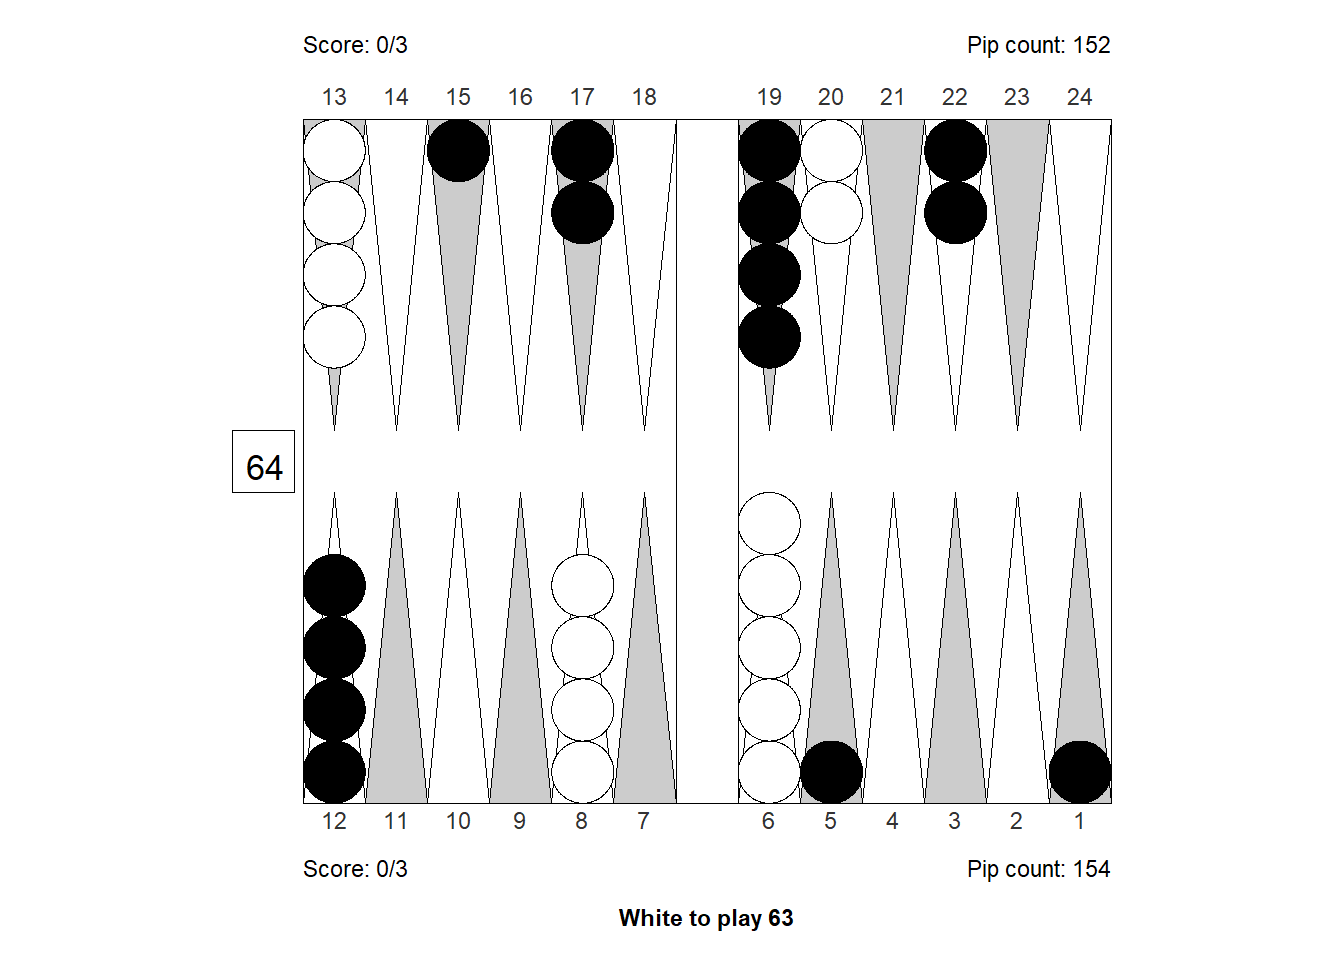 Score: 0/3 Pip count: 152
13 14 15 16 17 18 19 20 21 22 23 24
64
12 11 10 9 8 7 6 5 4 3 2 1
Score: 0/3 Pip count: 154
White to play 63